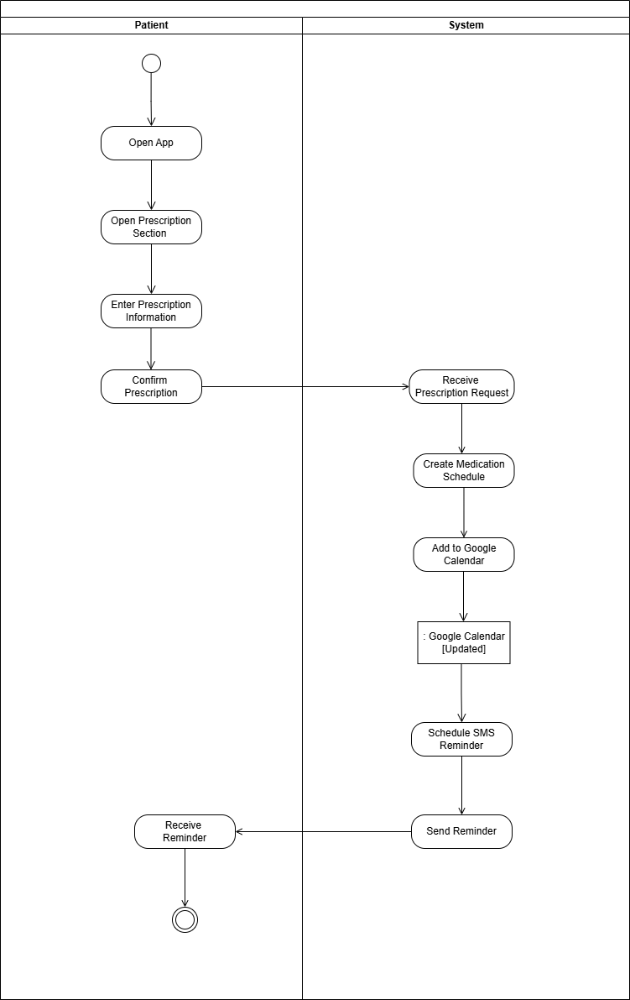 Patient
System
Open App
Open Prescription
Section
Enter Prescription
Information
Confirm
Prescription
Receive
Prescription Request
Create Medication
Schedule
Add to Google
Calendar
: Google Calendar
[Updated]
Schedule SMS
Reminder
Send Reminder
Receive
Reminder